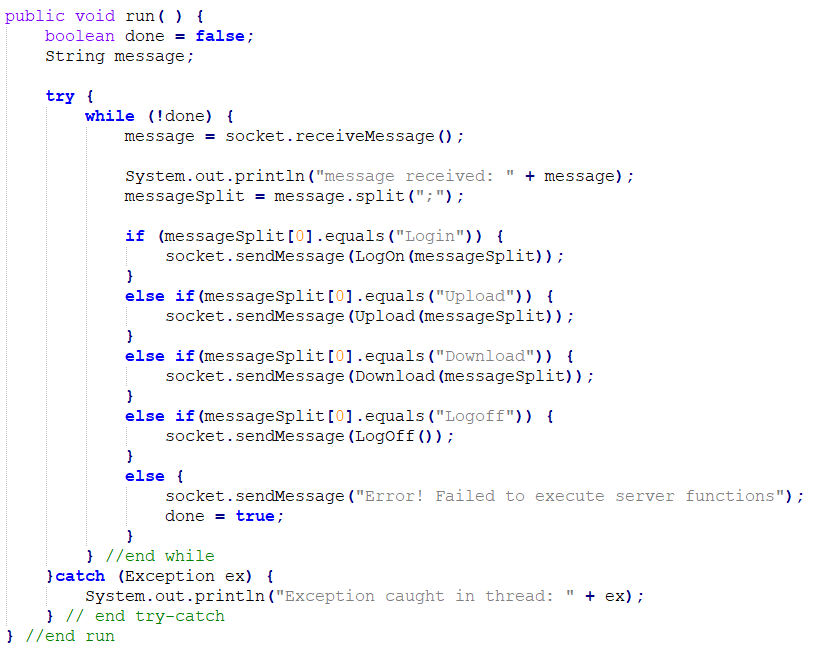 public void run( ) {
    boolean done = false;
    String message;

    try {
        while (!done) {
            message = socket.receiveMessage();

            System.out.println("message received: " + message);
            messageSplit = message.split(";");

            if (messageSplit[0].equals("Login")) {
                socket.sendMessage(LogOn(messageSplit));
            }
            else if(messageSplit[0].equals("Upload")) {
                socket.sendMessage(Upload(messageSplit));
            }
            else if(messageSplit[0].equals("Download")) {
                socket.sendMessage(Download(messageSplit));
            }
            else if(messageSplit[0].equals("Logoff")) {
                socket.sendMessage(LogOff());
            }
            else {
                socket.sendMessage("Error! Failed to execute server functions");
                done = true;
            }
        } //end while
    }catch (Exception ex) {
        System.out.println("Exception caught in thread: " + ex);
    } // end try-catch
} //end run